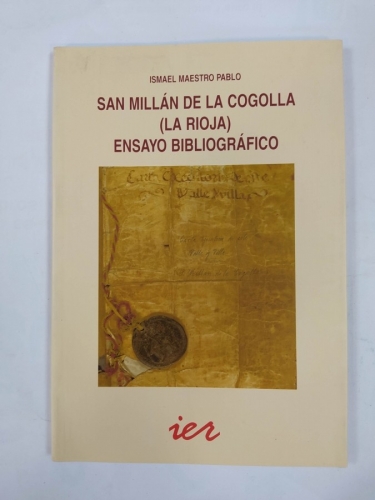 ISMAEL MAESTRO PABLO
SAN MILLÁN DE LA COGOLLA
(LA RIOJA)
ENSAYO BIBLIOGRÁFICO
ier